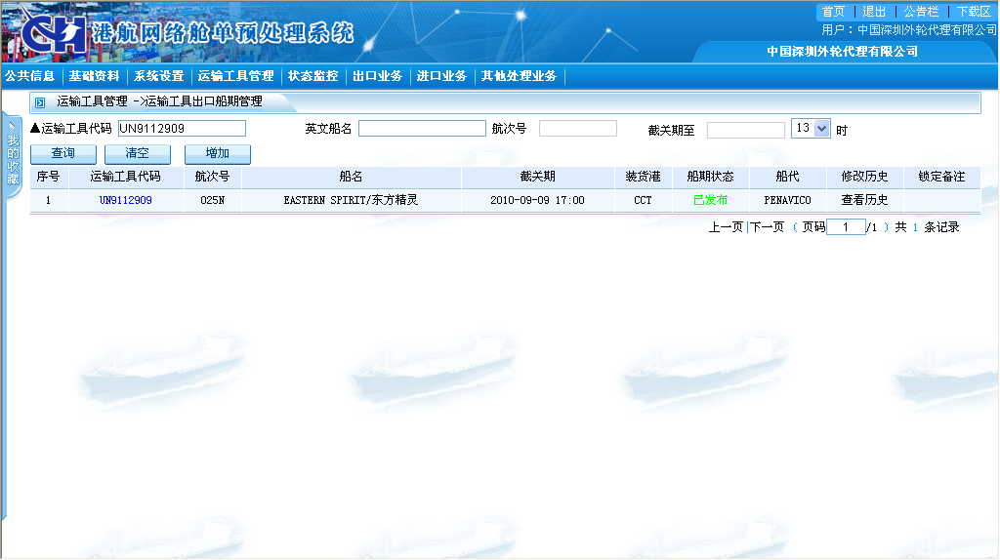 首页 | 退出 | 公告栏 | 下载区
CH 港航网络舱单预处理系统
用户：中国深圳外轮代理有限公司
中国深圳外轮代理有限公司
公共信息 基础资料 系统设置 运输工具管理 状态监控 出口业务 进口业务 其他处理业务
运输工具管理 ->运输工具出口船期管理
我的收藏
▲运输工具代码 UN9112909 英文船名 航次号 截关期至 13 时
查询 清空 增加
序号 运输工具代码 航次号 船名 截关期 装货港 船期状态 船代 修改历史 锁定备注
1 UN9112909 025N EASTERN SPIRIT/东方精灵 2010-09-09 17:00 CCT 已发布 PENAVICO 查看历史
上一页|下一页 （ 页码 1 /1 ）共 1 条记录